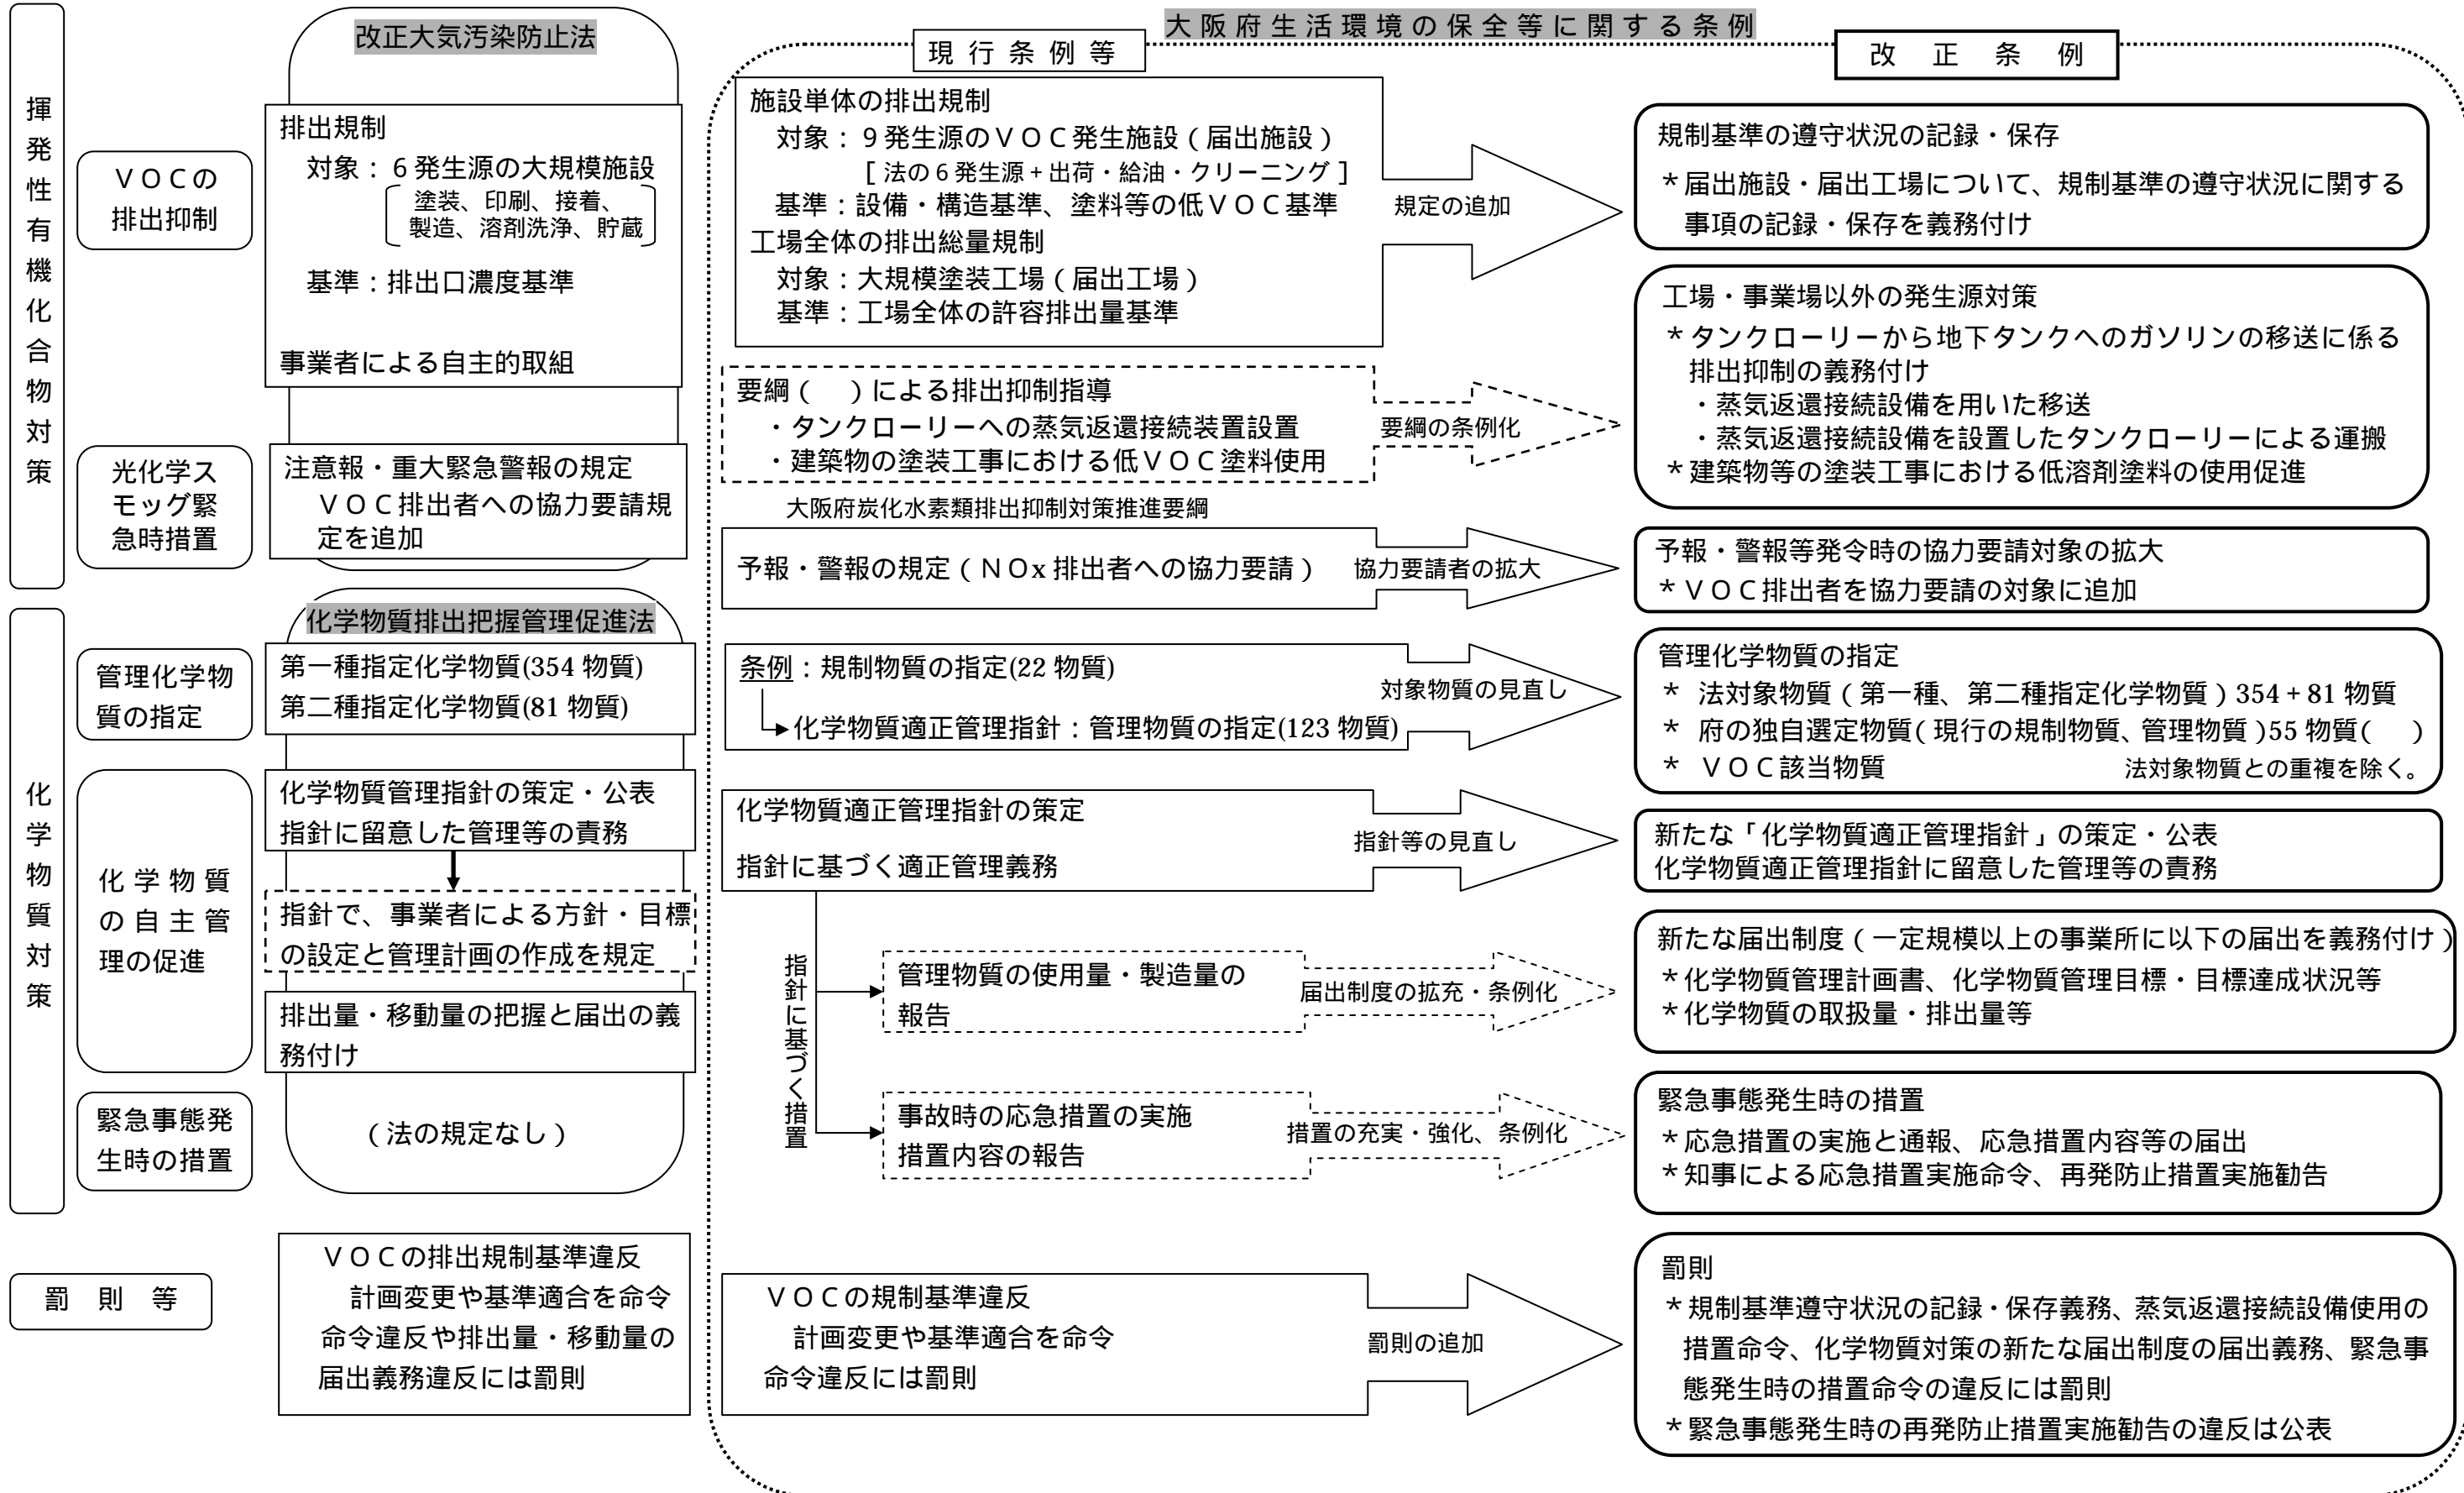 大阪府生活環境の保全等に関する条例
改正大気汚染防止法
現行条例等
改正条例
揮発性有機化合物対策
ＶＯＣの
排出抑制
排出規制
対象：６発生源の大規模施設
塗装、印刷、接着、
製造、溶剤洗浄、貯蔵
基準：排出口濃度基準
事業者による自主的取組
施設単体の排出規制
対象：９発生源のＶＯＣ発生施設（届出施設）
［法の６発生源＋出荷・給油・クリーニング］
基準：設備・構造基準、塗料等の低ＶＯＣ基準
工場全体の排出総量規制
対象：大規模塗装工場（届出工場）
基準：工場全体の許容排出量基準
規定の追加
規制基準の遵守状況の記録・保存
＊届出施設・届出工場について、規制基準の遵守状況に関する
事項の記録・保存を義務付け
要綱（　）による排出抑制指導
・タンクローリーへの蒸気返還接続装置設置
・建築物の塗装工事における低ＶＯＣ塗料使用
大阪府炭化水素類排出抑制対策推進要綱
要綱の条例化
工場・事業場以外の発生源対策
＊タンクローリーから地下タンクへのガソリンの移送に係る
排出抑制の義務付け
・蒸気返還接続設備を用いた移送
・蒸気返還接続設備を設置したタンクローリーによる運搬
＊建築物等の塗装工事における低溶剤塗料の使用促進
光化学ス
モッグ緊
急時措置
注意報・重大緊急警報の規定
ＶＯＣ排出者への協力要請規
定を追加
予報・警報の規定（ＮＯx 排出者への協力要請）
協力要請者の拡大
予報・警報等発令時の協力要請対象の拡大
＊ＶＯＣ排出者を協力要請の対象に追加
化学物質対策
化学物質排出把握管理促進法
管理化学物
質の指定
第一種指定化学物質(354 物質)
第二種指定化学物質(81 物質)
条例：規制物質の指定(22 物質)
化学物質適正管理指針：管理物質の指定(123 物質)
対象物質の見直し
管理化学物質の指定
＊ 法対象物質（第一種、第二種指定化学物質）354＋81 物質
＊ 府の独自選定物質（現行の規制物質、管理物質）55 物質（　）
＊ ＶＯＣ該当物質　法対象物質との重複を除く。
化学物質
の自主管
理の促進
化学物質管理指針の策定・公表
指針に留意した管理等の責務
指針で、事業者による方針・目標
の設定と管理計画の作成を規定
排出量・移動量の把握と届出の義
務付け
化学物質適正管理指針の策定
指針に基づく適正管理義務
指針等の見直し
新たな「化学物質適正管理指針」の策定・公表
化学物質適正管理指針に留意した管理等の責務
指針に基づく措置
管理物質の使用量・製造量の
報告
届出制度の拡充・条例化
新たな届出制度（一定規模以上の事業所に以下の届出を義務付け）
＊化学物質管理計画書、化学物質管理目標・目標達成状況等
＊化学物質の取扱量・排出量等
緊急事態発
生時の措置
（法の規定なし）
事故時の応急措置の実施
措置内容の報告
措置の充実・強化、条例化
緊急事態発生時の措置
＊応急措置の実施と通報、応急措置内容等の届出
＊知事による応急措置実施命令、再発防止措置実施勧告
罰則等
ＶＯＣの排出規制基準違反
計画変更や基準適合を命令
命令違反や排出量・移動量の
届出義務違反には罰則
ＶＯＣの規制基準違反
計画変更や基準適合を命令
命令違反には罰則
罰則の追加
罰則
＊規制基準遵守状況の記録・保存義務、蒸気返還接続設備使用の
措置命令、化学物質対策の新たな届出制度の届出義務、緊急事
態発生時の措置命令の違反には罰則
＊緊急事態発生時の再発防止措置実施勧告の違反は公表